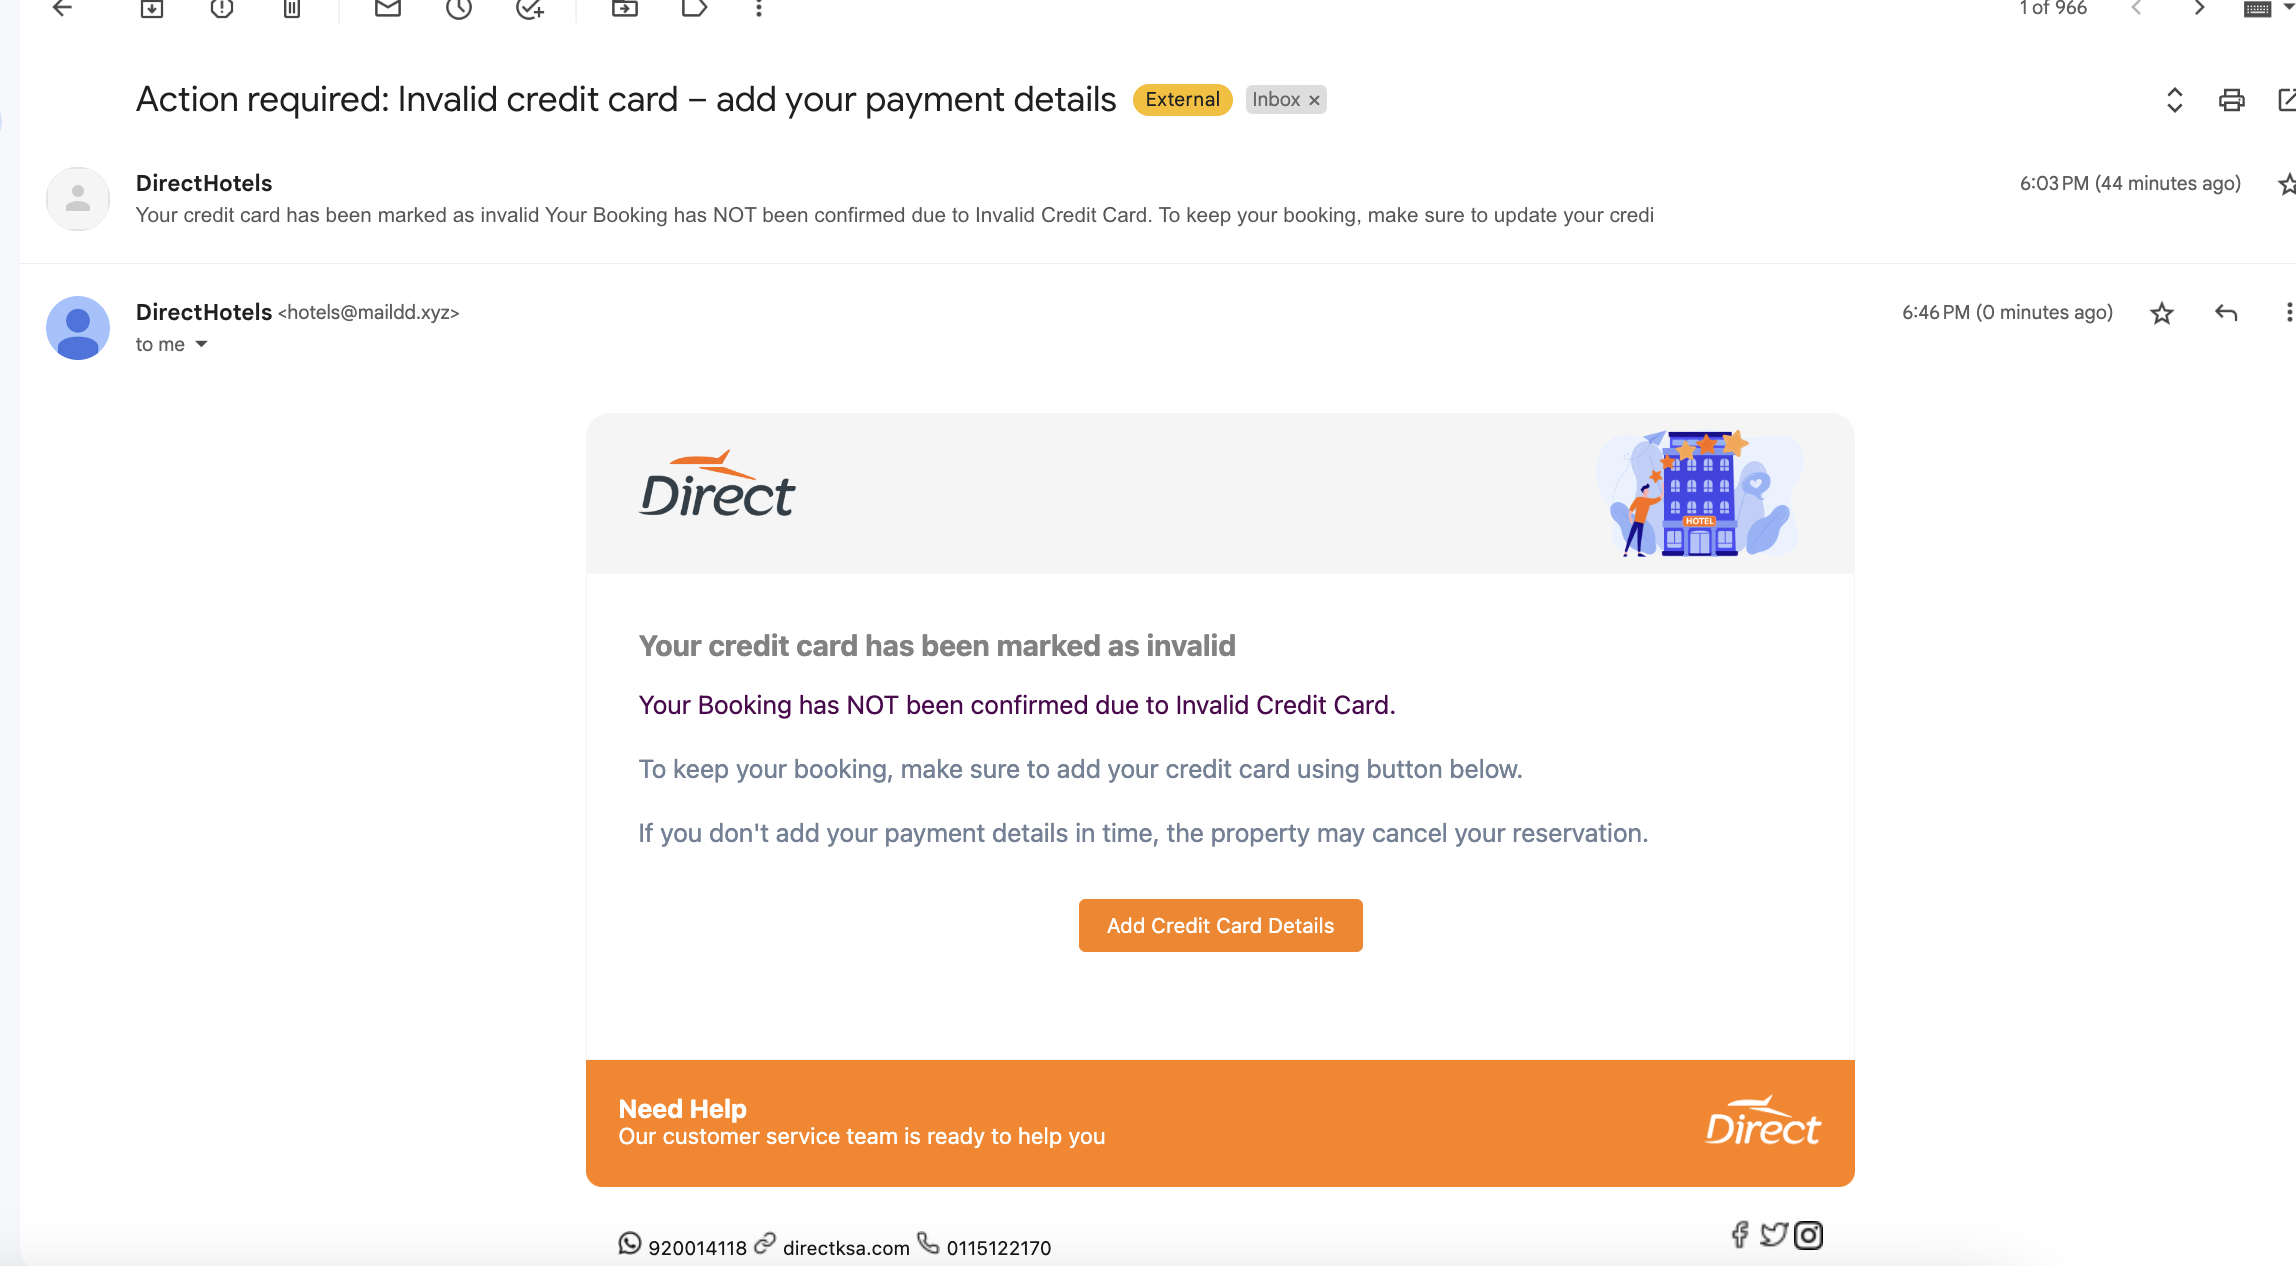 1 of 966
Action required: Invalid credit card – add your payment details External Inbox ×
DirectHotels 6:03 PM (44 minutes ago)
Your credit card has been marked as invalid Your Booking has NOT been confirmed due to Invalid Credit Card. To keep your booking, make sure to update your credi
DirectHotels <hotels@maildd.xyz> 6:46 PM (0 minutes ago)
to me
Direct
HOTEL
Your credit card has been marked as invalid
Your Booking has NOT been confirmed due to Invalid Credit Card.
To keep your booking, make sure to add your credit card using button below.
If you don't add your payment details in time, the property may cancel your reservation.
Add Credit Card Details
Need Help
Our customer service team is ready to help you
Direct
920014118 directksa.com 0115122170